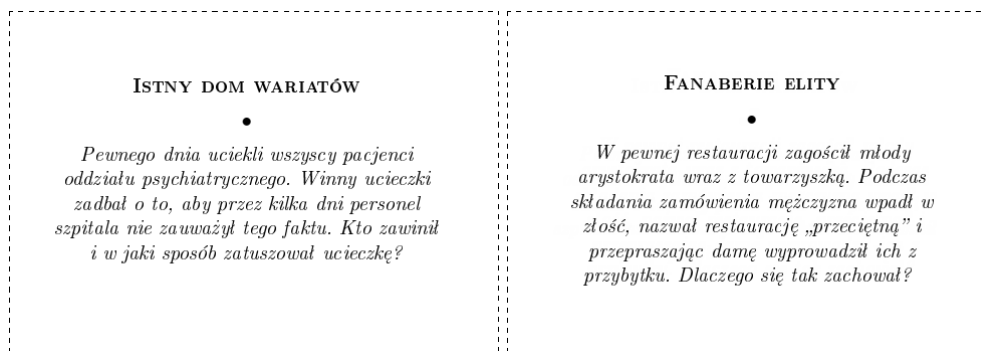 Istny dom wariatów
•
Pewnego dnia uciekli wszyscy pacjenci
oddziału psychiatrycznego. Winny ucieczki
zadbał o to, aby przez kilka dni personel
szpitala nie zauważył tego faktu. Kto zawinił
i w jaki sposób zatuszował ucieczkę?
Fanaberie elity
•
W pewnej restauracji zagościł młody
arystokrata wraz z towarzyszką. Podczas
składania zamówienia mężczyzna wpadł w
złość, nazwał restaurację „przeciętną” i
przepraszając damę wyprowadził ich z
przybytku. Dlaczego się tak zachował?